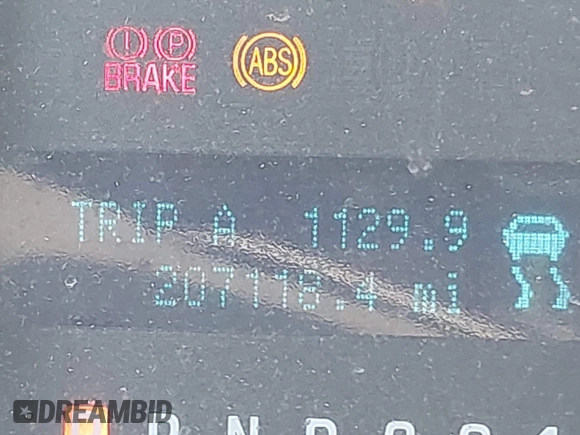 (!) (P)
BRAKE
ABS
TRIP A 1129.9
207118.4 mi
DREAMBID